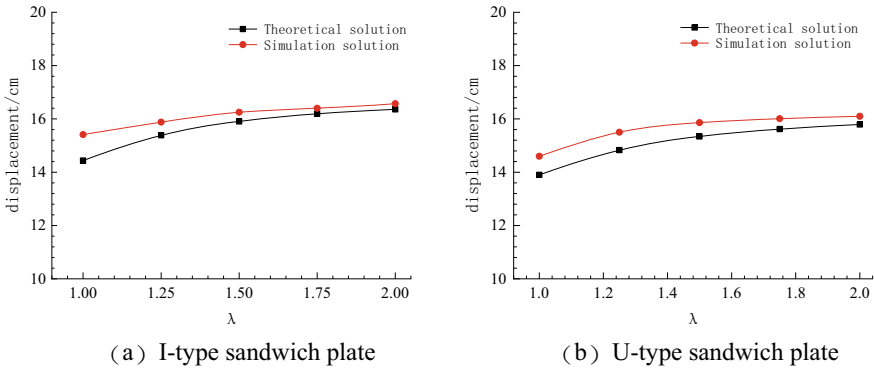 20
18
16
14
12
10
displacement/cm
Theoretical solution
Simulation solution
1.00 1.25 1.50 1.75 2.00
λ
(a) I-type sandwich plate
20
18
16
14
12
10
displacement/cm
Theoretical solution
Simulation solution
1.0 1.2 1.4 1.6 1.8 2.0
λ
(b) U-type sandwich plate